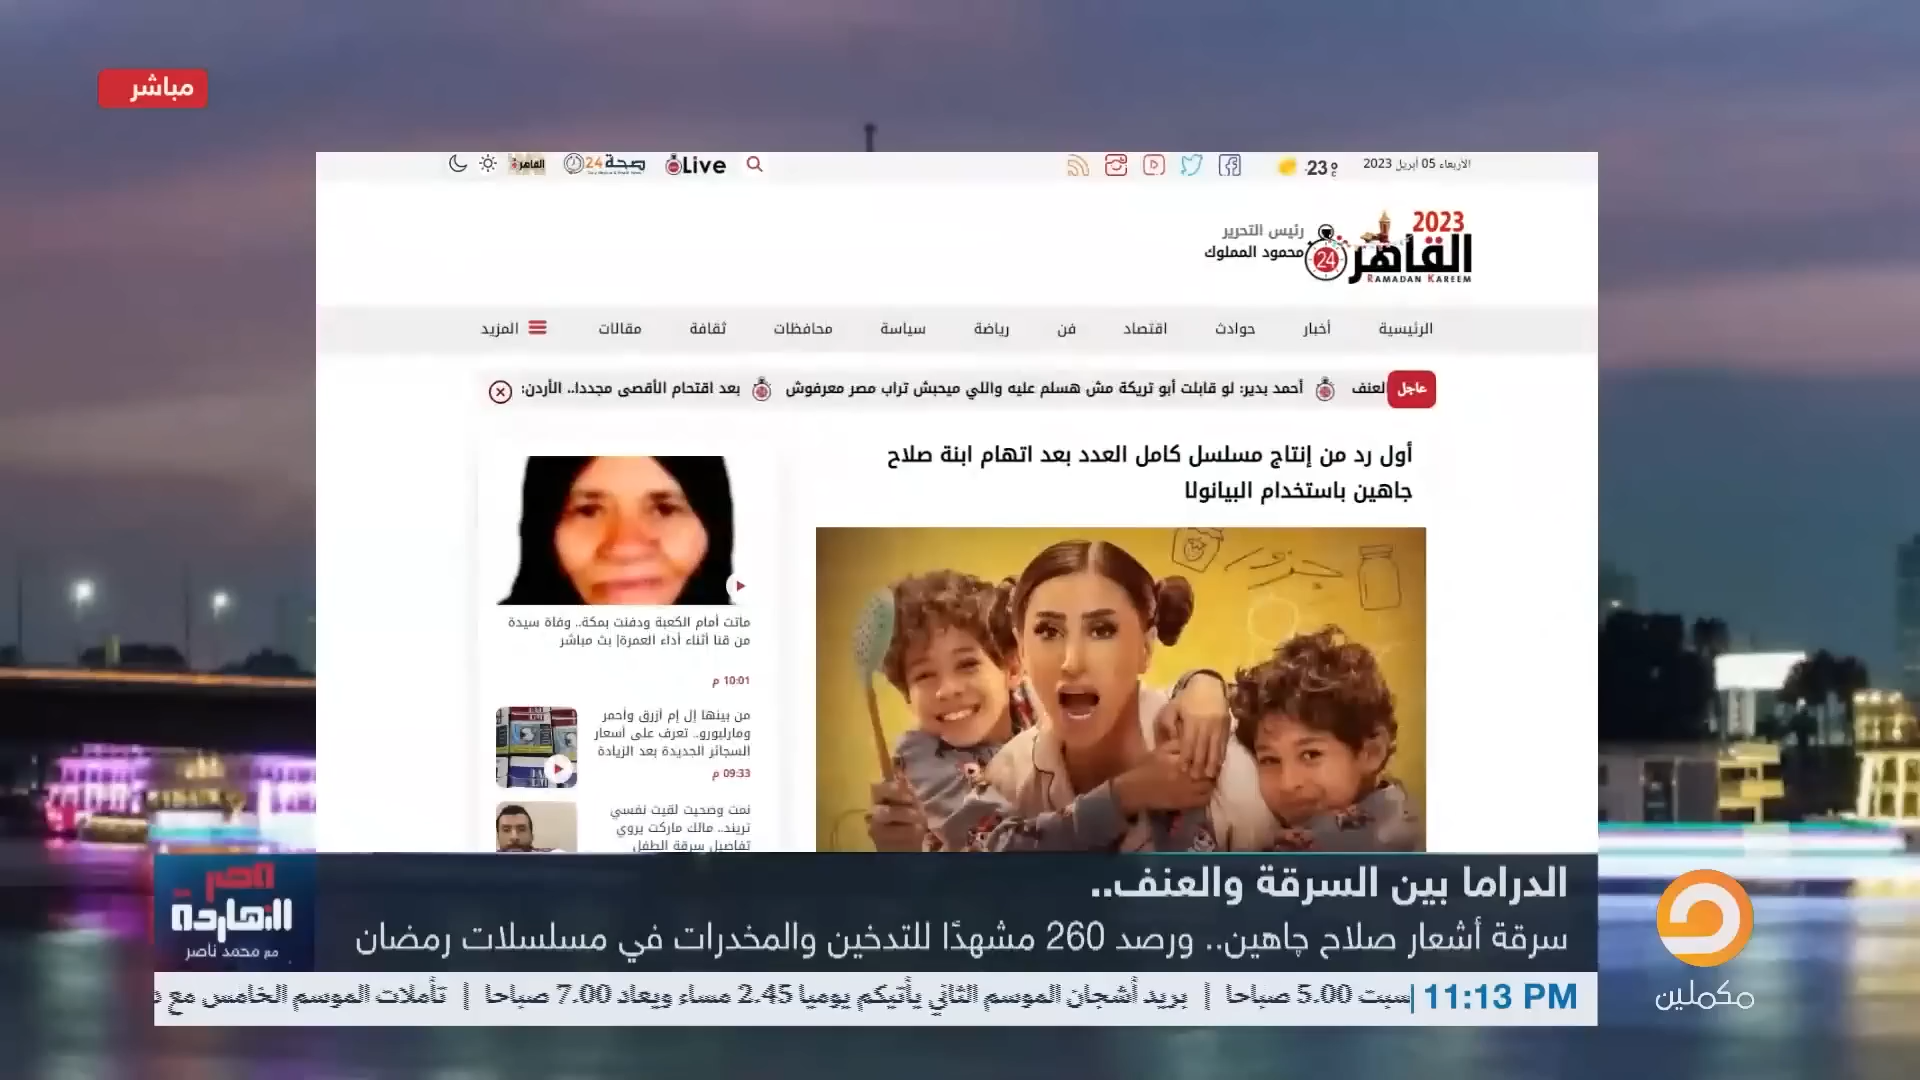 مباشر
الأربعاء 05 أبريل 2023
23
Live
صحة 24
القاهرة
2023
القاهرة 24
RAMADAN KAREEM
رئيس التحرير
محمود المملوك
الرئيسية أخبار حوادث اقتصاد فن رياضة سياسة محافظات ثقافة مقالات المزيد
عاجل لعنف أحمد بدير: لو قابلت أبو تريكة مش هسلم عليه واللي ميحبش تراب مصر معرفوش بعد اقتحام الأقصى مجددا.. الأردن:
أول رد من إنتاج مسلسل كامل العدد بعد اتهام ابنة صلاح
جاهين باستخدام البيانولا
ماتت أمام الكعبة ودفنت بمكة.. وفاة سيدة
من قنا أثناء أداء العمرة| بث مباشر
10:01 م
من بينها إل إم أزرق وأحمر
ومارلبورو.. تعرف على أسعار
السجائر الجديدة بعد الزيادة
09:33 م
نمت وصحيت لقيت نفسي
تريند.. مالك ماركت يروي
تفاصيل سرقة الطفل
الدراما بين السرقة والعنف..
سرقة أشعار صلاح چاهين.. ورصد 260 مشهدًا للتدخين والمخدرات في مسلسلات رمضان
مصر
النهاردة
مع محمد ناصر
11:13 PM
سبت 5.00 صباحا | بريد أشجان الموسم الثاني يأتيكم يوميا 2.45 مساء ويعاد 7.00 صباحا | تأملات الموسم الخامس مع
مكملين